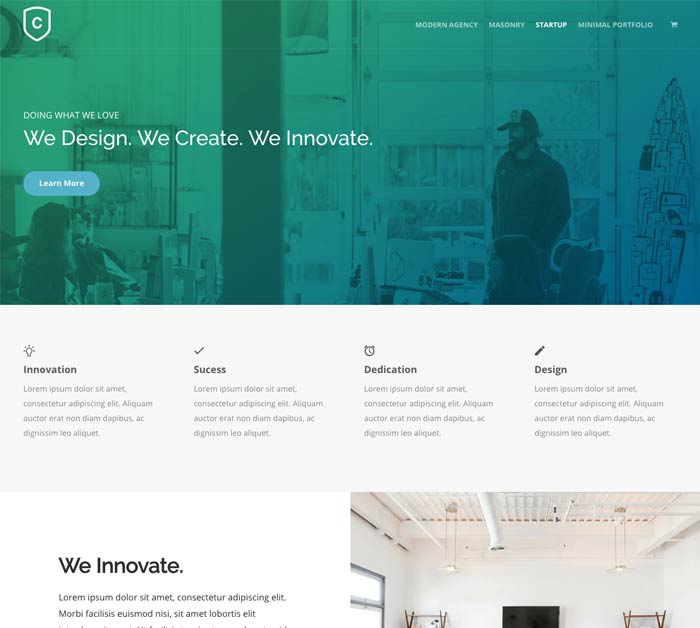 C
MODERN AGENCY MASONRY STARTUP MINIMAL PORTFOLIO
DOING WHAT WE LOVE
We Design. We Create. We Innovate.
Learn More
Innovation
Lorem ipsum dolor sit amet,
consectetur adipiscing elit. Aliquam
auctor erat non diam dapibus, ac
dignissim leo aliquet.
Sucess
Lorem ipsum dolor sit amet,
consectetur adipiscing elit. Aliquam
auctor erat non diam dapibus, ac
dignissim leo aliquet.
Dedication
Lorem ipsum dolor sit amet,
consectetur adipiscing elit. Aliquam
auctor erat non diam dapibus, ac
dignissim leo aliquet.
Design
Lorem ipsum dolor sit amet,
consectetur adipiscing elit. Aliquam
auctor erat non diam dapibus, ac
dignissim leo aliquet.
We Innovate.
Lorem ipsum dolor sit amet, consectetur adipiscing elit.
Morbi facilisis euismod nisi, sit amet lobortis elit